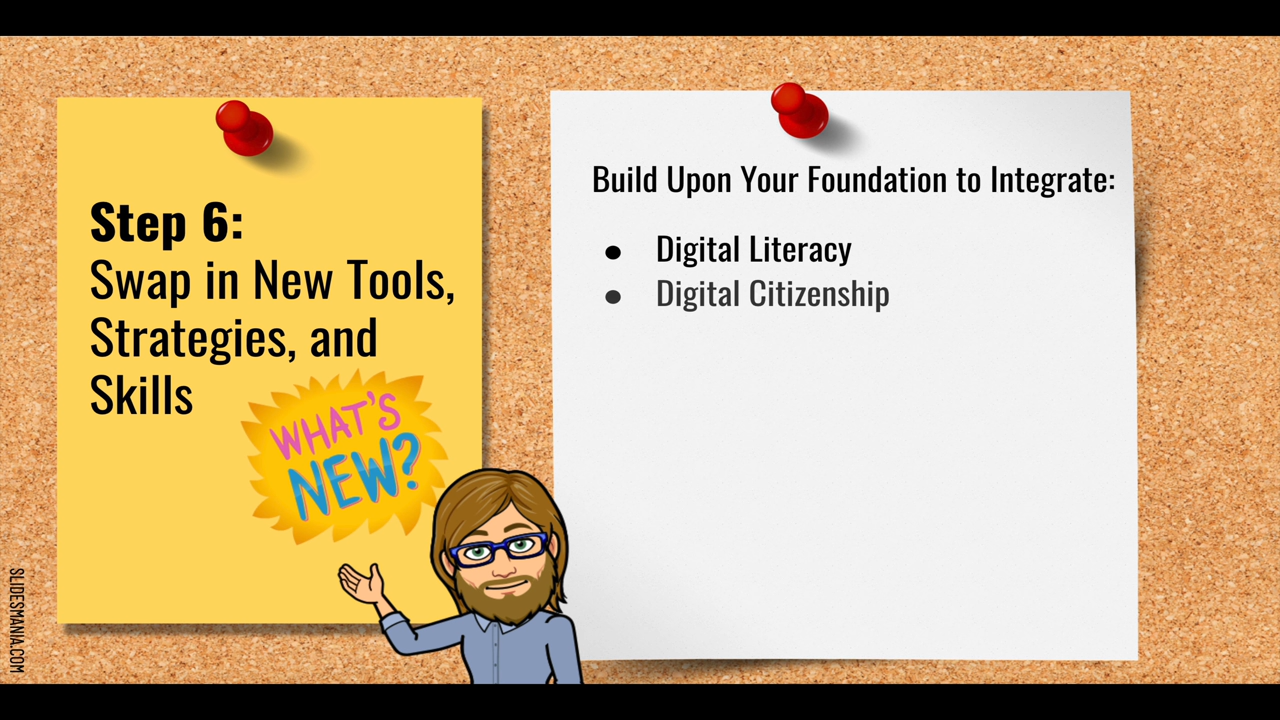 Step 6:
Swap in New Tools,
Strategies, and
Skills
WHAT'S
NEW?
Build Upon Your Foundation to Integrate:
● Digital Literacy
● Digital Citizenship
SLIDESMANIA.COM